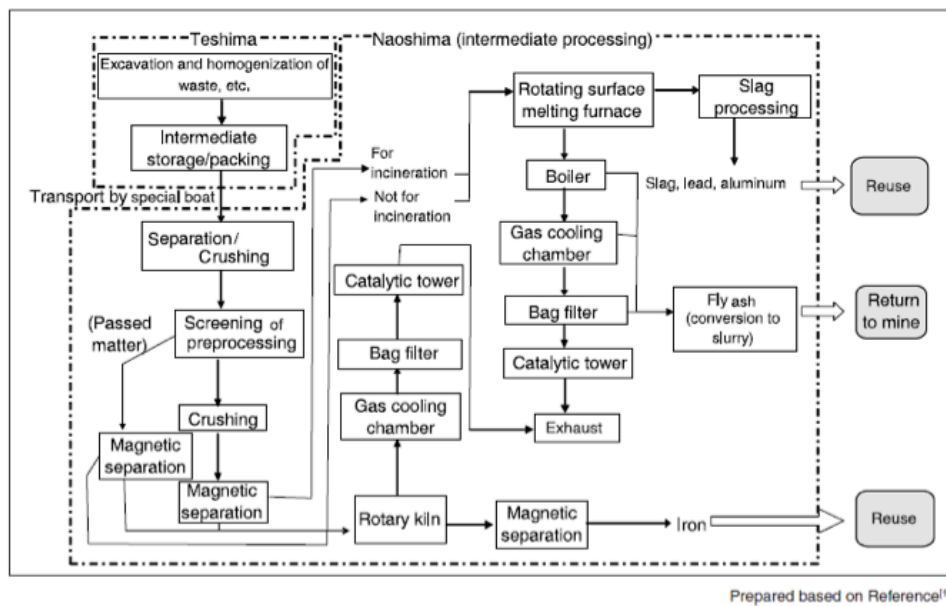 Teshima
Excavation and homogenization of
waste, etc.
Intermediate
storage/packing
Transport by special boat
Naoshima (intermediate processing)
Separation/
Crushing
(Passed
matter)
Screening of
preprocessing
Crushing
Magnetic
separation
Magnetic
separation
For
incineration
Not for
incineration
Catalytic tower
Bag filter
Gas cooling
chamber
Rotary kiln
Magnetic
separation
Iron
Reuse
Rotating surface
melting furnace
Slag
processing
Slag, lead, aluminum
Reuse
Boiler
Gas cooling
chamber
Bag filter
Fly ash
(conversion to
slurry)
Return
to mine
Catalytic tower
Exhaust
Prepared based on Reference